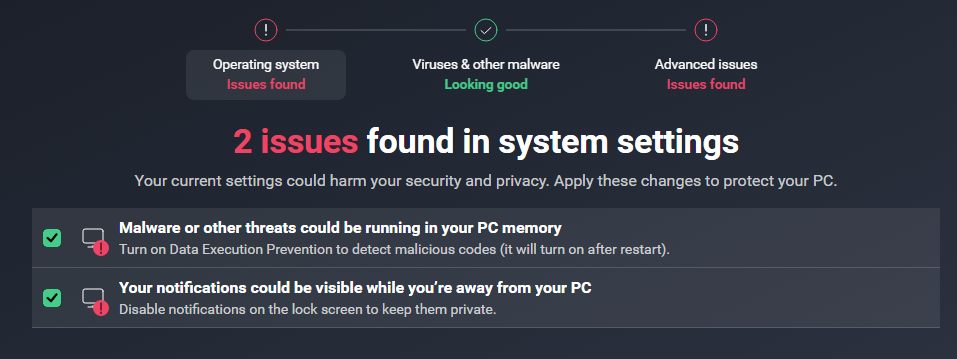 Operating system
Issues found
Viruses & other malware
Looking good
Advanced issues
Issues found
2 issues found in system settings
Your current settings could harm your security and privacy. Apply these changes to protect your PC.
Malware or other threats could be running in your PC memory
Turn on Data Execution Prevention to detect malicious codes (it will turn on after restart).
Your notifications could be visible while you’re away from your PC
Disable notifications on the lock screen to keep them private.